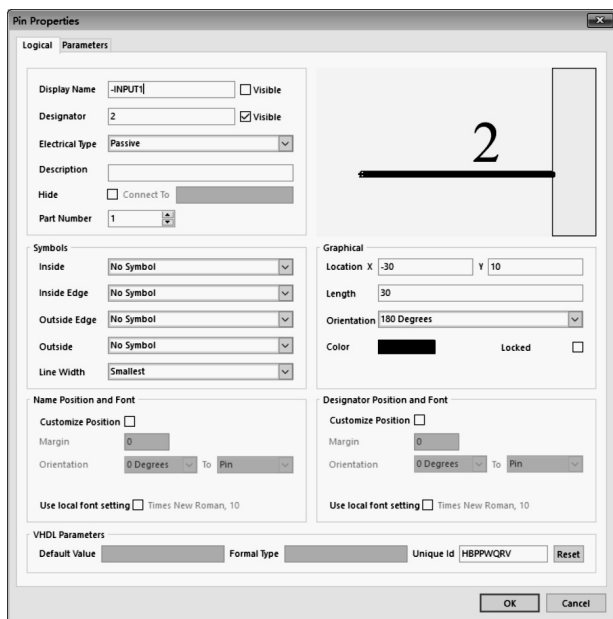 Pin Properties
Logical Parameters
Display Name -INPUT1 Visible
Designator 2 Visible
Electrical Type Passive
Description
Hide Connect To
Part Number 1
2
Symbols
Inside No Symbol
Inside Edge No Symbol
Outside Edge No Symbol
Outside No Symbol
Line Width Smallest
Graphical
Location X -30 Y 10
Length 30
Orientation 180 Degrees
Color Locked
Name Position and Font
Customize Position
Margin 0
Orientation 0 Degrees To Pin
Use local font setting Times New Roman, 10
Designator Position and Font
Customize Position
Margin 0
Orientation 0 Degrees To Pin
Use local font setting Times New Roman, 10
VHDL Parameters
Default Value Formal Type Unique Id HBPPWQRV Reset
OK Cancel